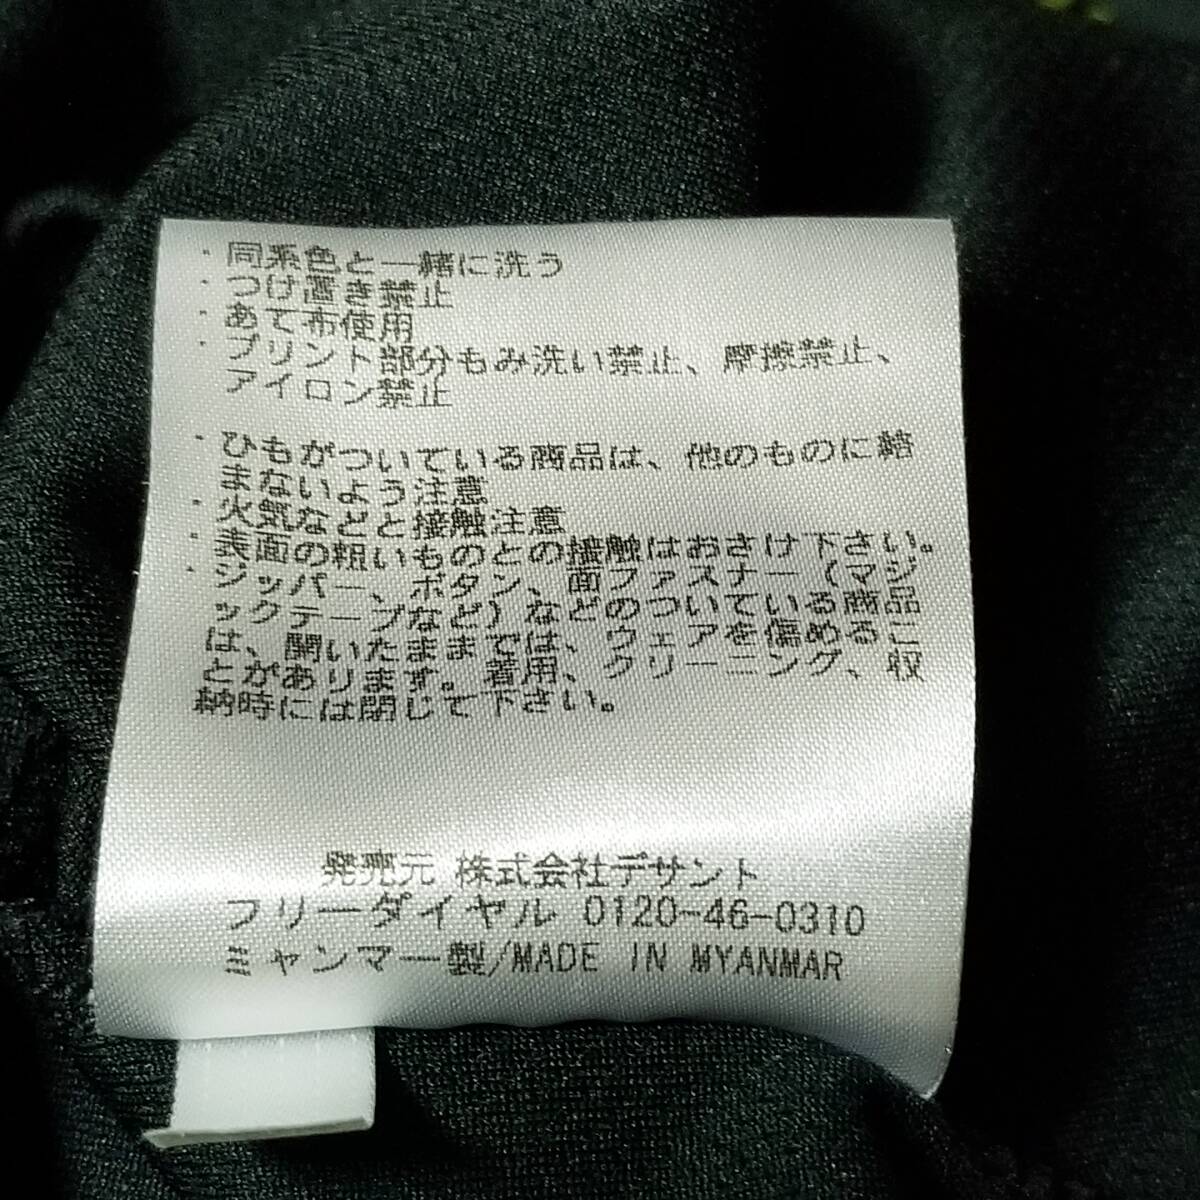 ・同系色と一緒に洗う
・つけ置き禁止
・あて布使用
・プリント部分もみ洗い禁止、摩擦禁止、
アイロン禁止
・ひもがついている商品は、他のものに絡
まないよう注意
・火気などと接触注意
・表面の粗いものとの接触はおさけ下さい。
・ジッパー、ボタン、面ファスナー（マジ
ックテープなど）などのついている商品
は、開いたままでは、ウェアを傷めるこ
とがあります。着用、クリーニング、収
納時には閉じて下さい。
発売元 株式会社デサント
フリーダイヤル 0120-46-0310
ミャンマー製/MADE IN MYANMAR